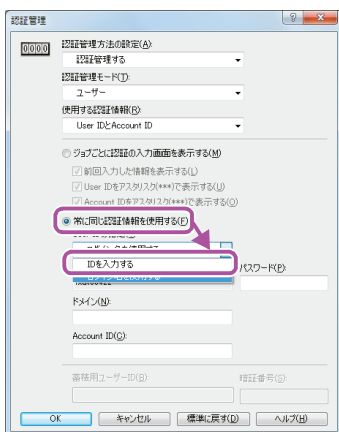 認証管理
0000
認証管理方法の設定(A):
認証管理する
認証管理モード(T):
ユーザー
使用する認証情報(R):
User IDとAccount ID
ジョブごとに認証の入力画面を表示する(M)
前回入力した情報を表示する(L)
User IDをアスタリスク(***)で表示する(U)
Account IDをアスタリスク(***)で表示する(O)
常に同じ認証情報を使用する(F)
IDを入力する
パスワード(P):
ドメイン(N):
Account ID(C):
蓄積用ユーザーID(B):
暗証番号(S):
OK
キャンセル
標準に戻す(D)
ヘルプ(H)